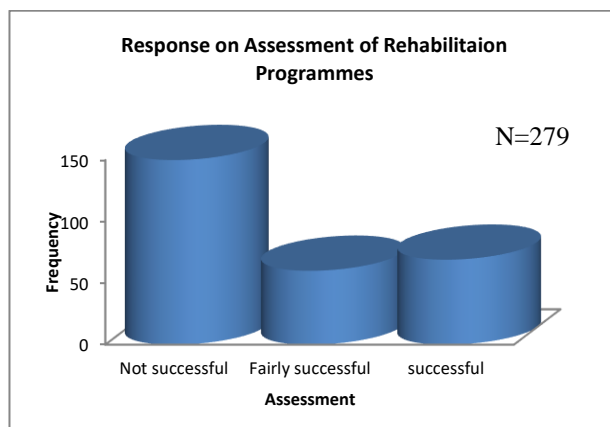 Response on Assessment of Rehabilitaion
Programmes
N=279
150
100
50
0
Frequency
Not successful Fairly successful successful
Assessment